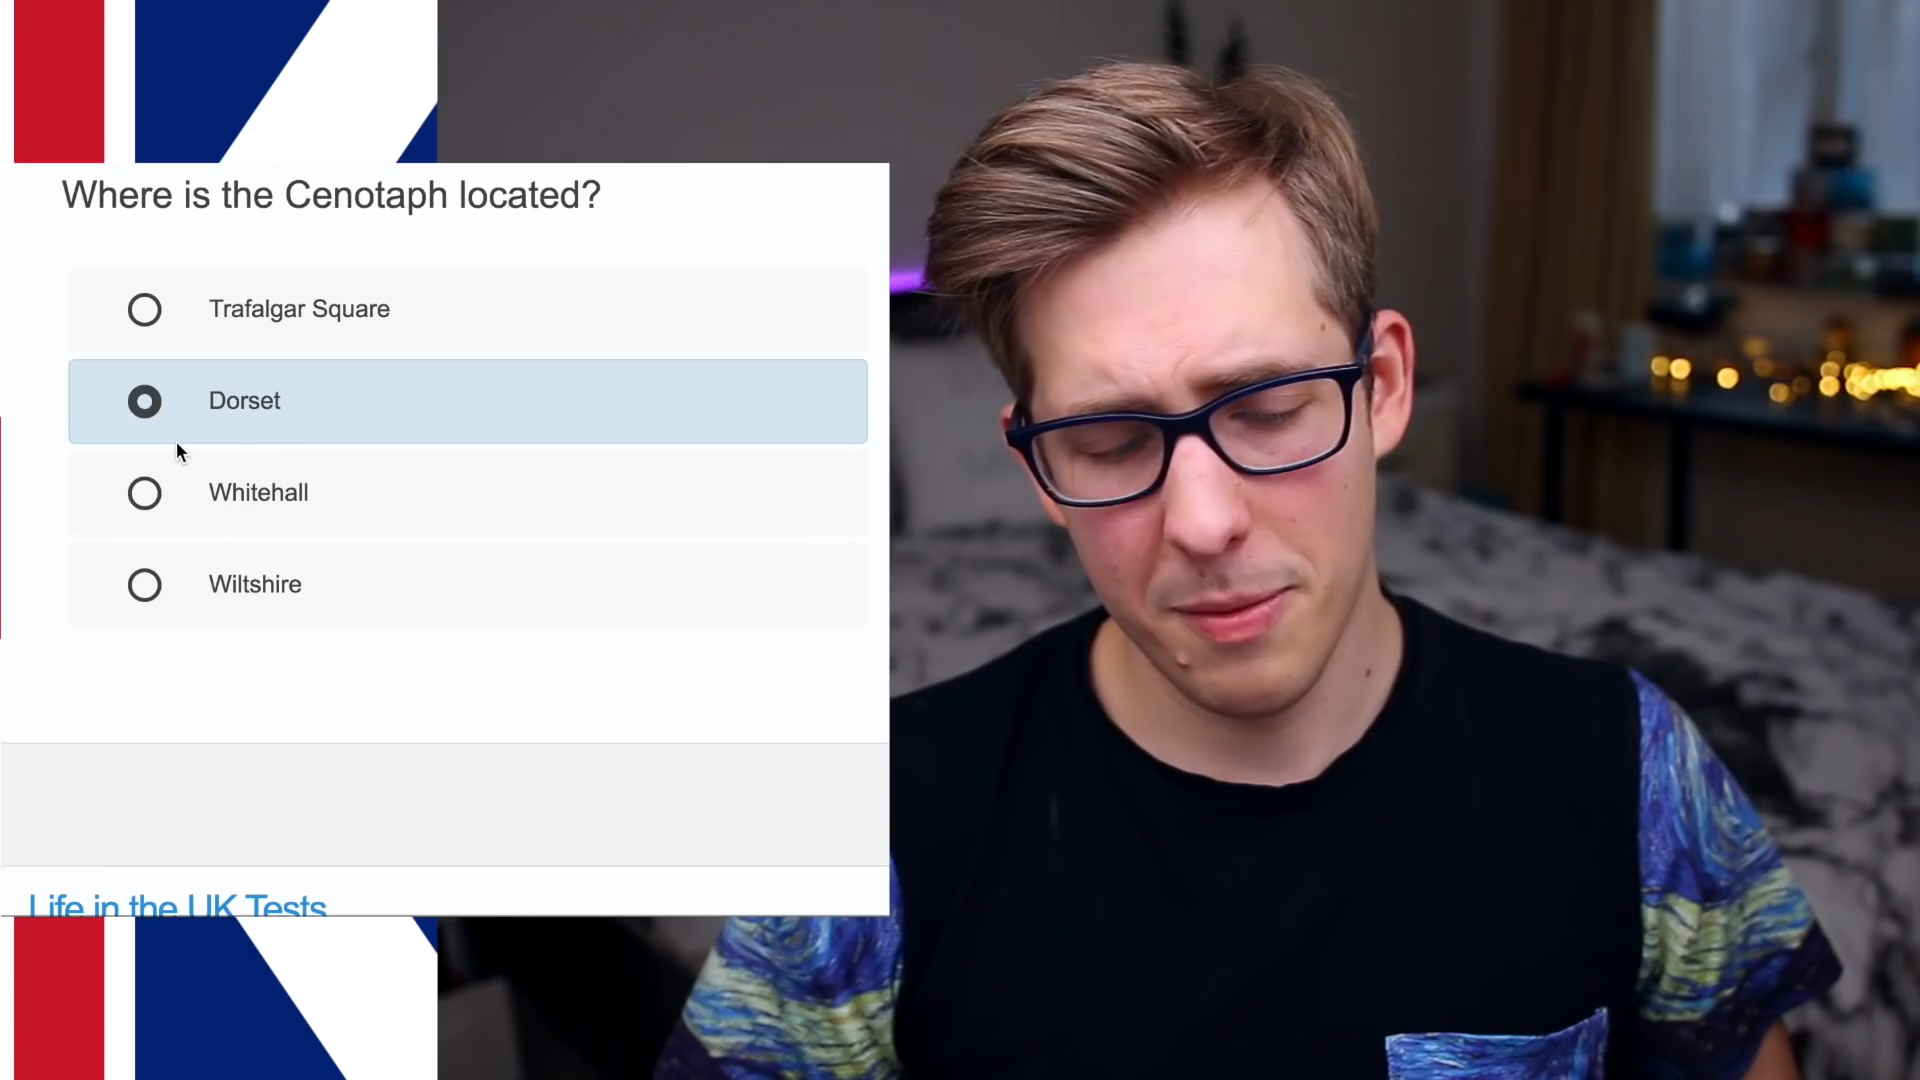 Where is the Cenotaph located?
Trafalgar Square
Dorset
Whitehall
Wiltshire
Life in the UK Tests